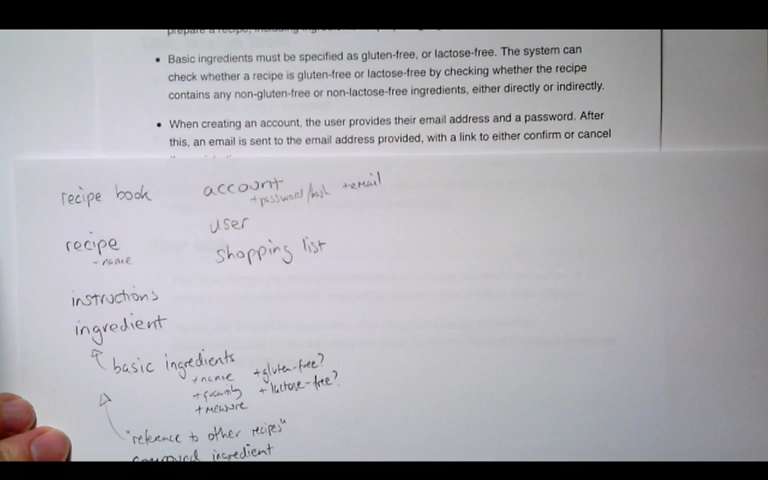 prepare a recipe, including
• Basic ingredients must be specified as gluten-free, or lactose-free. The system can
check whether a recipe is gluten-free or lactose-free by checking whether the recipe
contains any non-gluten-free or non-lactose-free ingredients, either directly or indirectly.
• When creating an account, the user provides their email address and a password. After
this, an email is sent to the email address provided, with a link to either confirm or cancel
recipe book
recipe
- name
instructions
ingredient
basic ingredients
+name
+measure
+gluten-free?
+lactose-free?
"reference to other recipes"
compound ingredient
account
+password/hash +email
user
shopping list